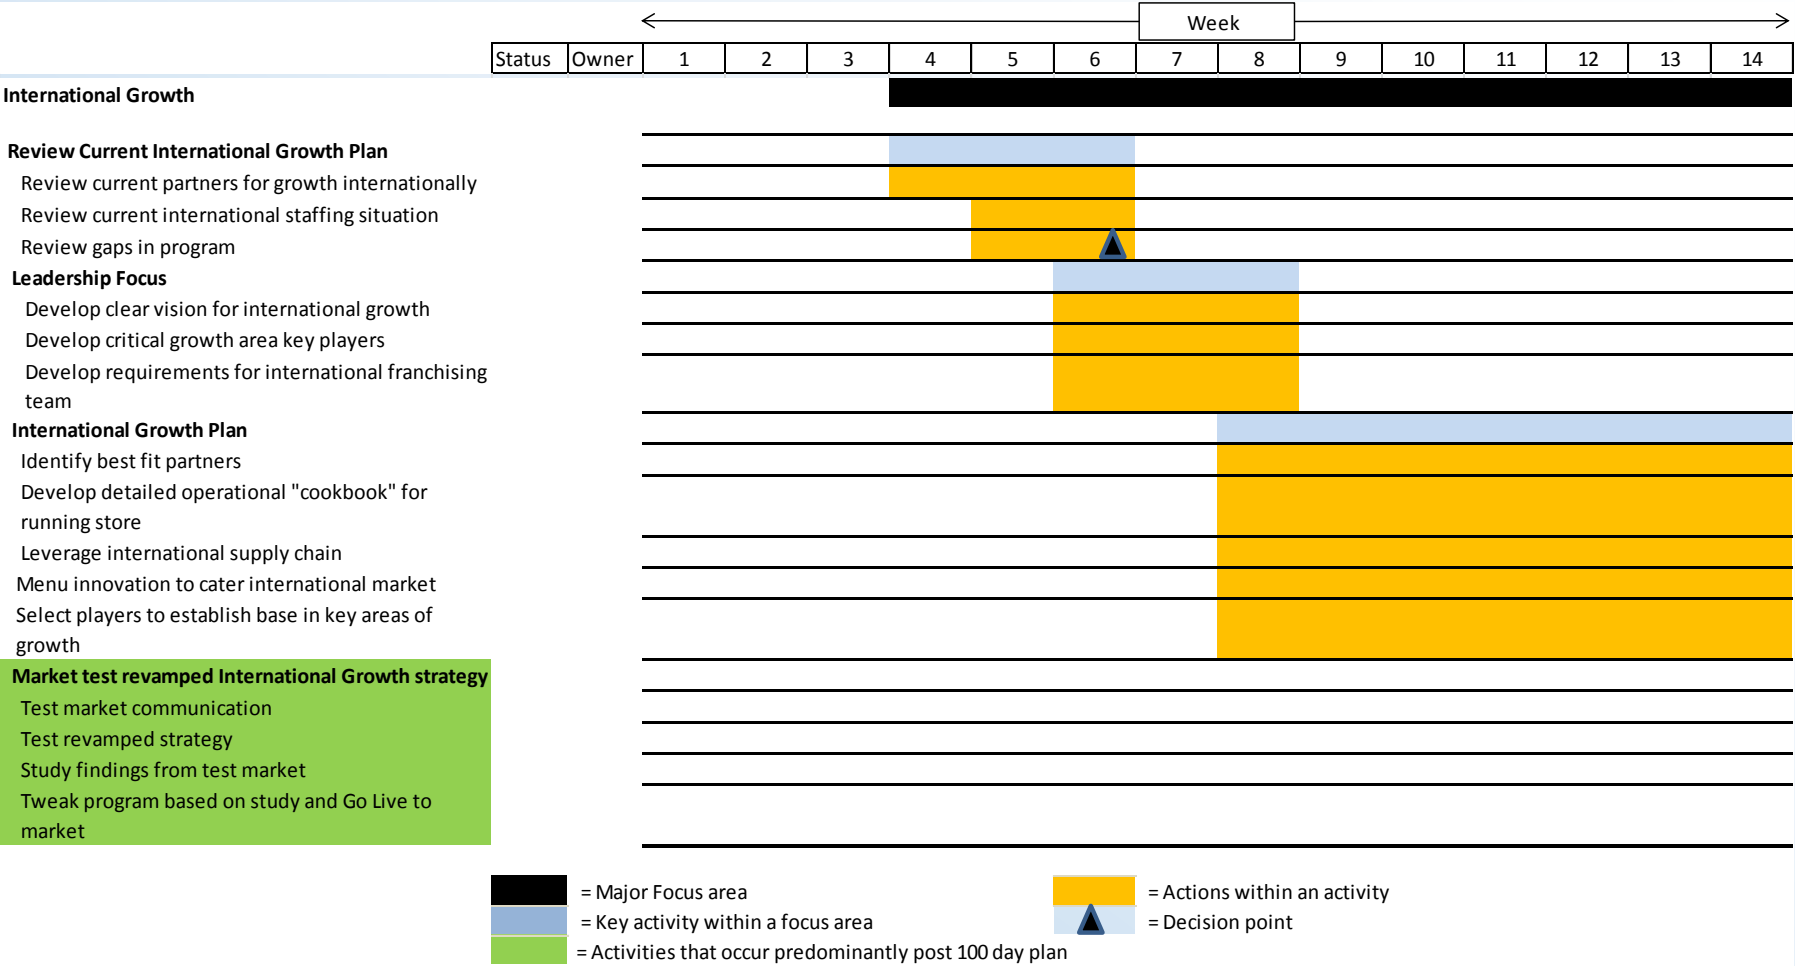 Week
Status Owner 1 2 3 4 5 6 7 8 9 10 11 12 13 14
International Growth
Review Current International Growth Plan
Review current partners for growth internationally
Review current international staffing situation
Review gaps in program
Leadership Focus
Develop clear vision for international growth
Develop critical growth area key players
Develop requirements for international franchising
team
International Growth Plan
Identify best fit partners
Develop detailed operational "cookbook" for
running store
Leverage international supply chain
Menu innovation to cater international market
Select players to establish base in key areas of
growth
Market test revamped International Growth strategy
Test market communication
Test revamped strategy
Study findings from test market
Tweak program based on study and Go Live to
market
= Major Focus area
= Actions within an activity
= Key activity within a focus area
= Decision point
= Activities that occur predominantly post 100 day plan